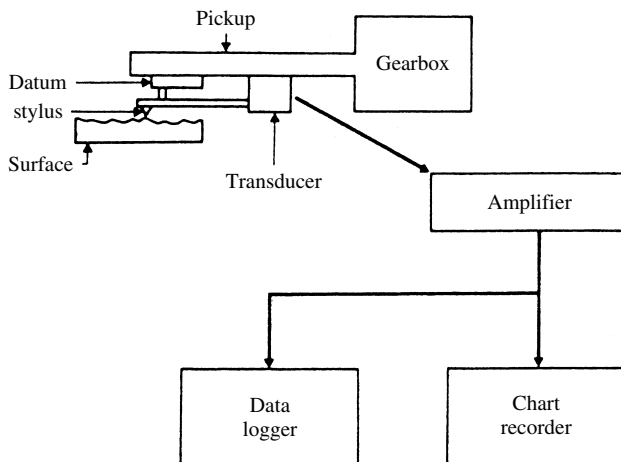 Pickup
Gearbox
Datum
stylus
Surface
Transducer
Amplifier
Data
logger
Chart
recorder